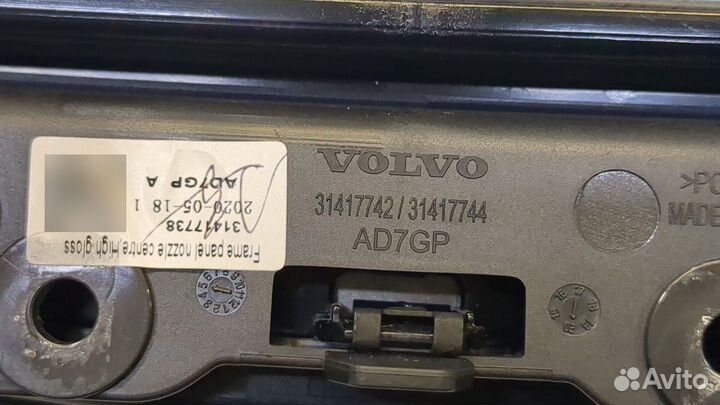 VOLVO
31417742 / 31417744
AD7GP
Frame panel nozzle centre,High gloss
31417738
2020-05-18 1
AD7GP A
>PC
MADE
Avito